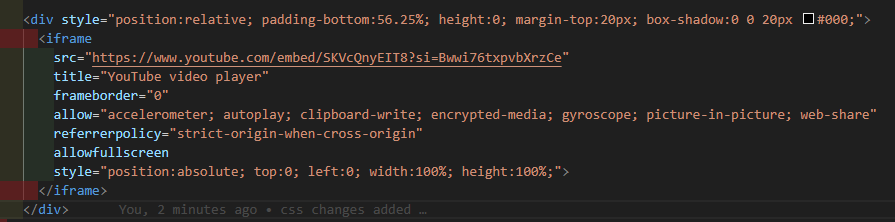 <div style="position:relative; padding-bottom:56.25%; height:0; margin-top:20px; box-shadow:0 0 20px #000;">
<iframe
src="https://www.youtube.com/embed/SKVcQnyEIT8?si=Bwwi76txpvbXrzCe"
title="YouTube video player"
frameborder="0"
allow="accelerometer; autoplay; clipboard-write; encrypted-media; gyroscope; picture-in-picture; web-share"
referrerpolicy="strict-origin-when-cross-origin"
allowfullscreen
style="position:absolute; top:0; left:0; width:100%; height:100%;">
</iframe>
</div> You, 2 minutes ago • css changes added …